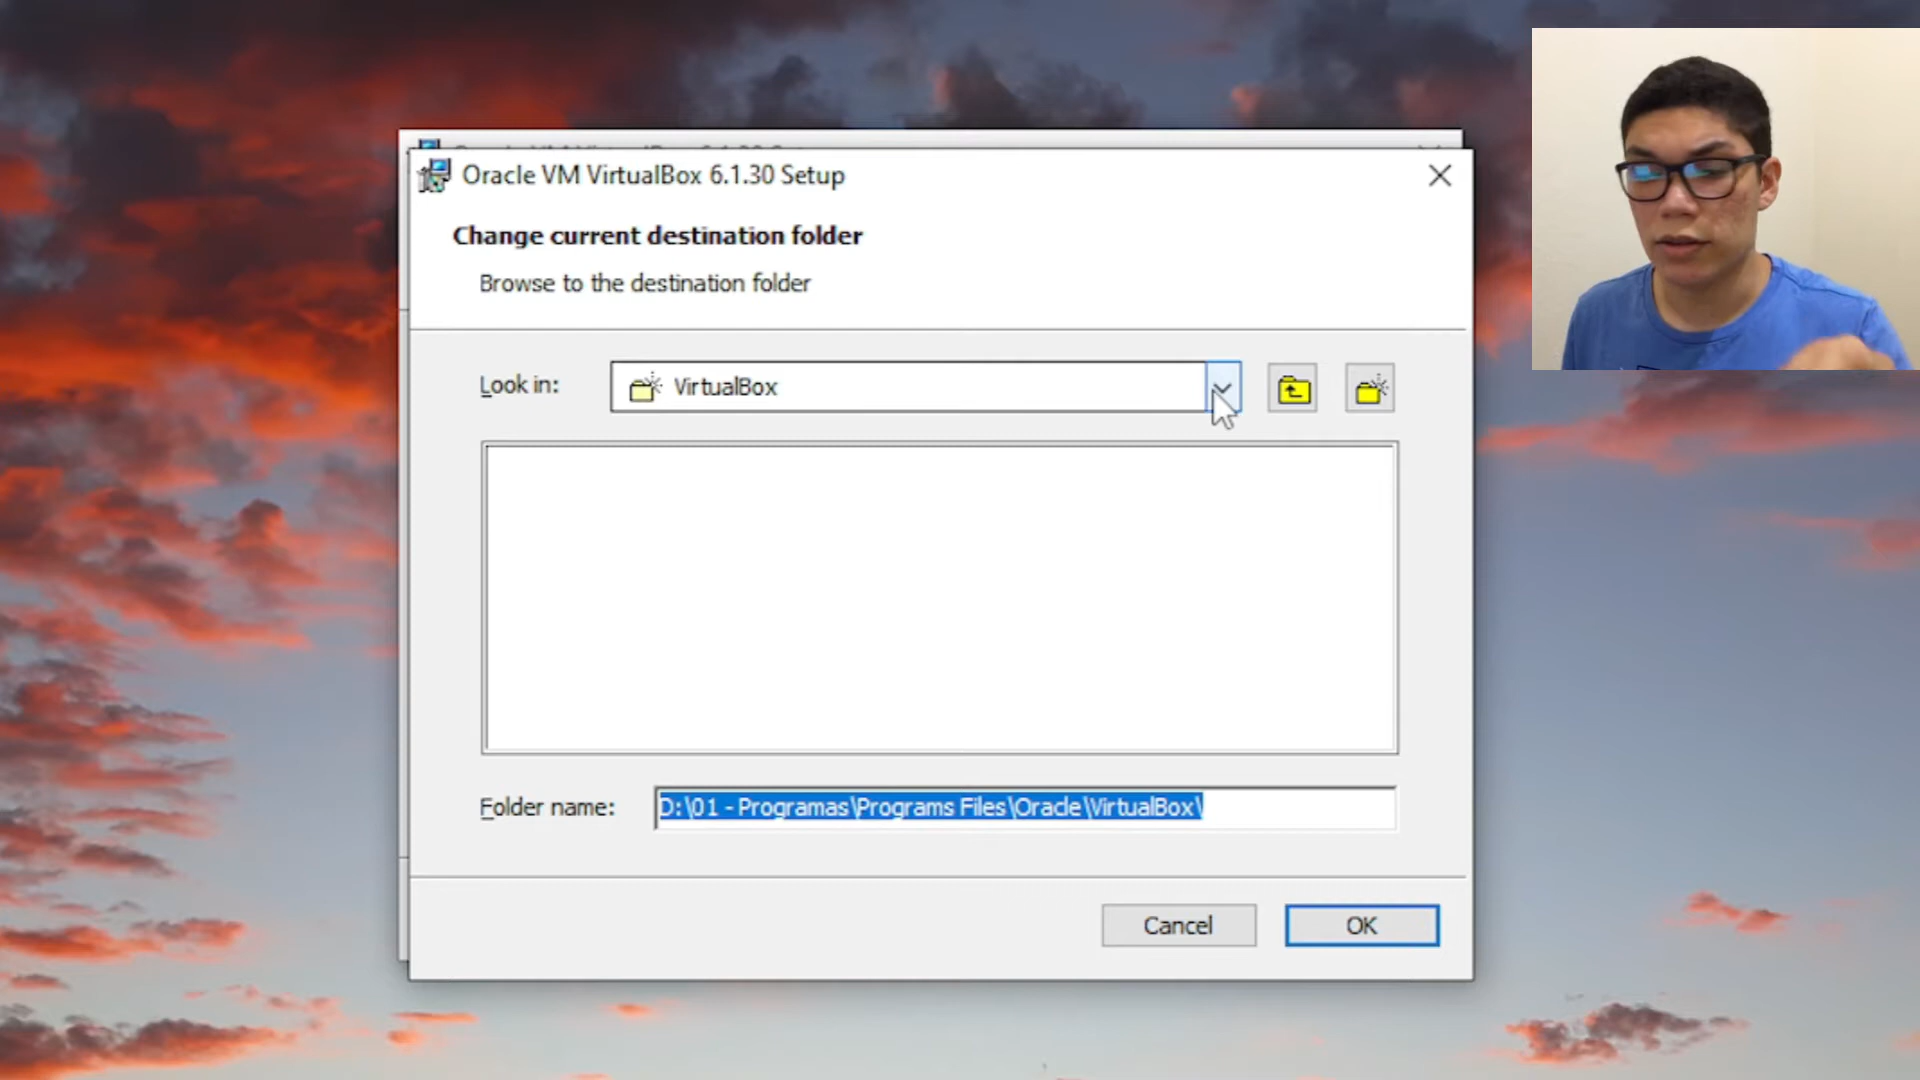 Oracle VM VirtualBox 6.1.30 Setup
Change current destination folder
Browse to the destination folder
Look in:
VirtualBox
Folder name:
D:\01 - Programas\Programs Files\Oracle\VirtualBox\
Cancel
OK